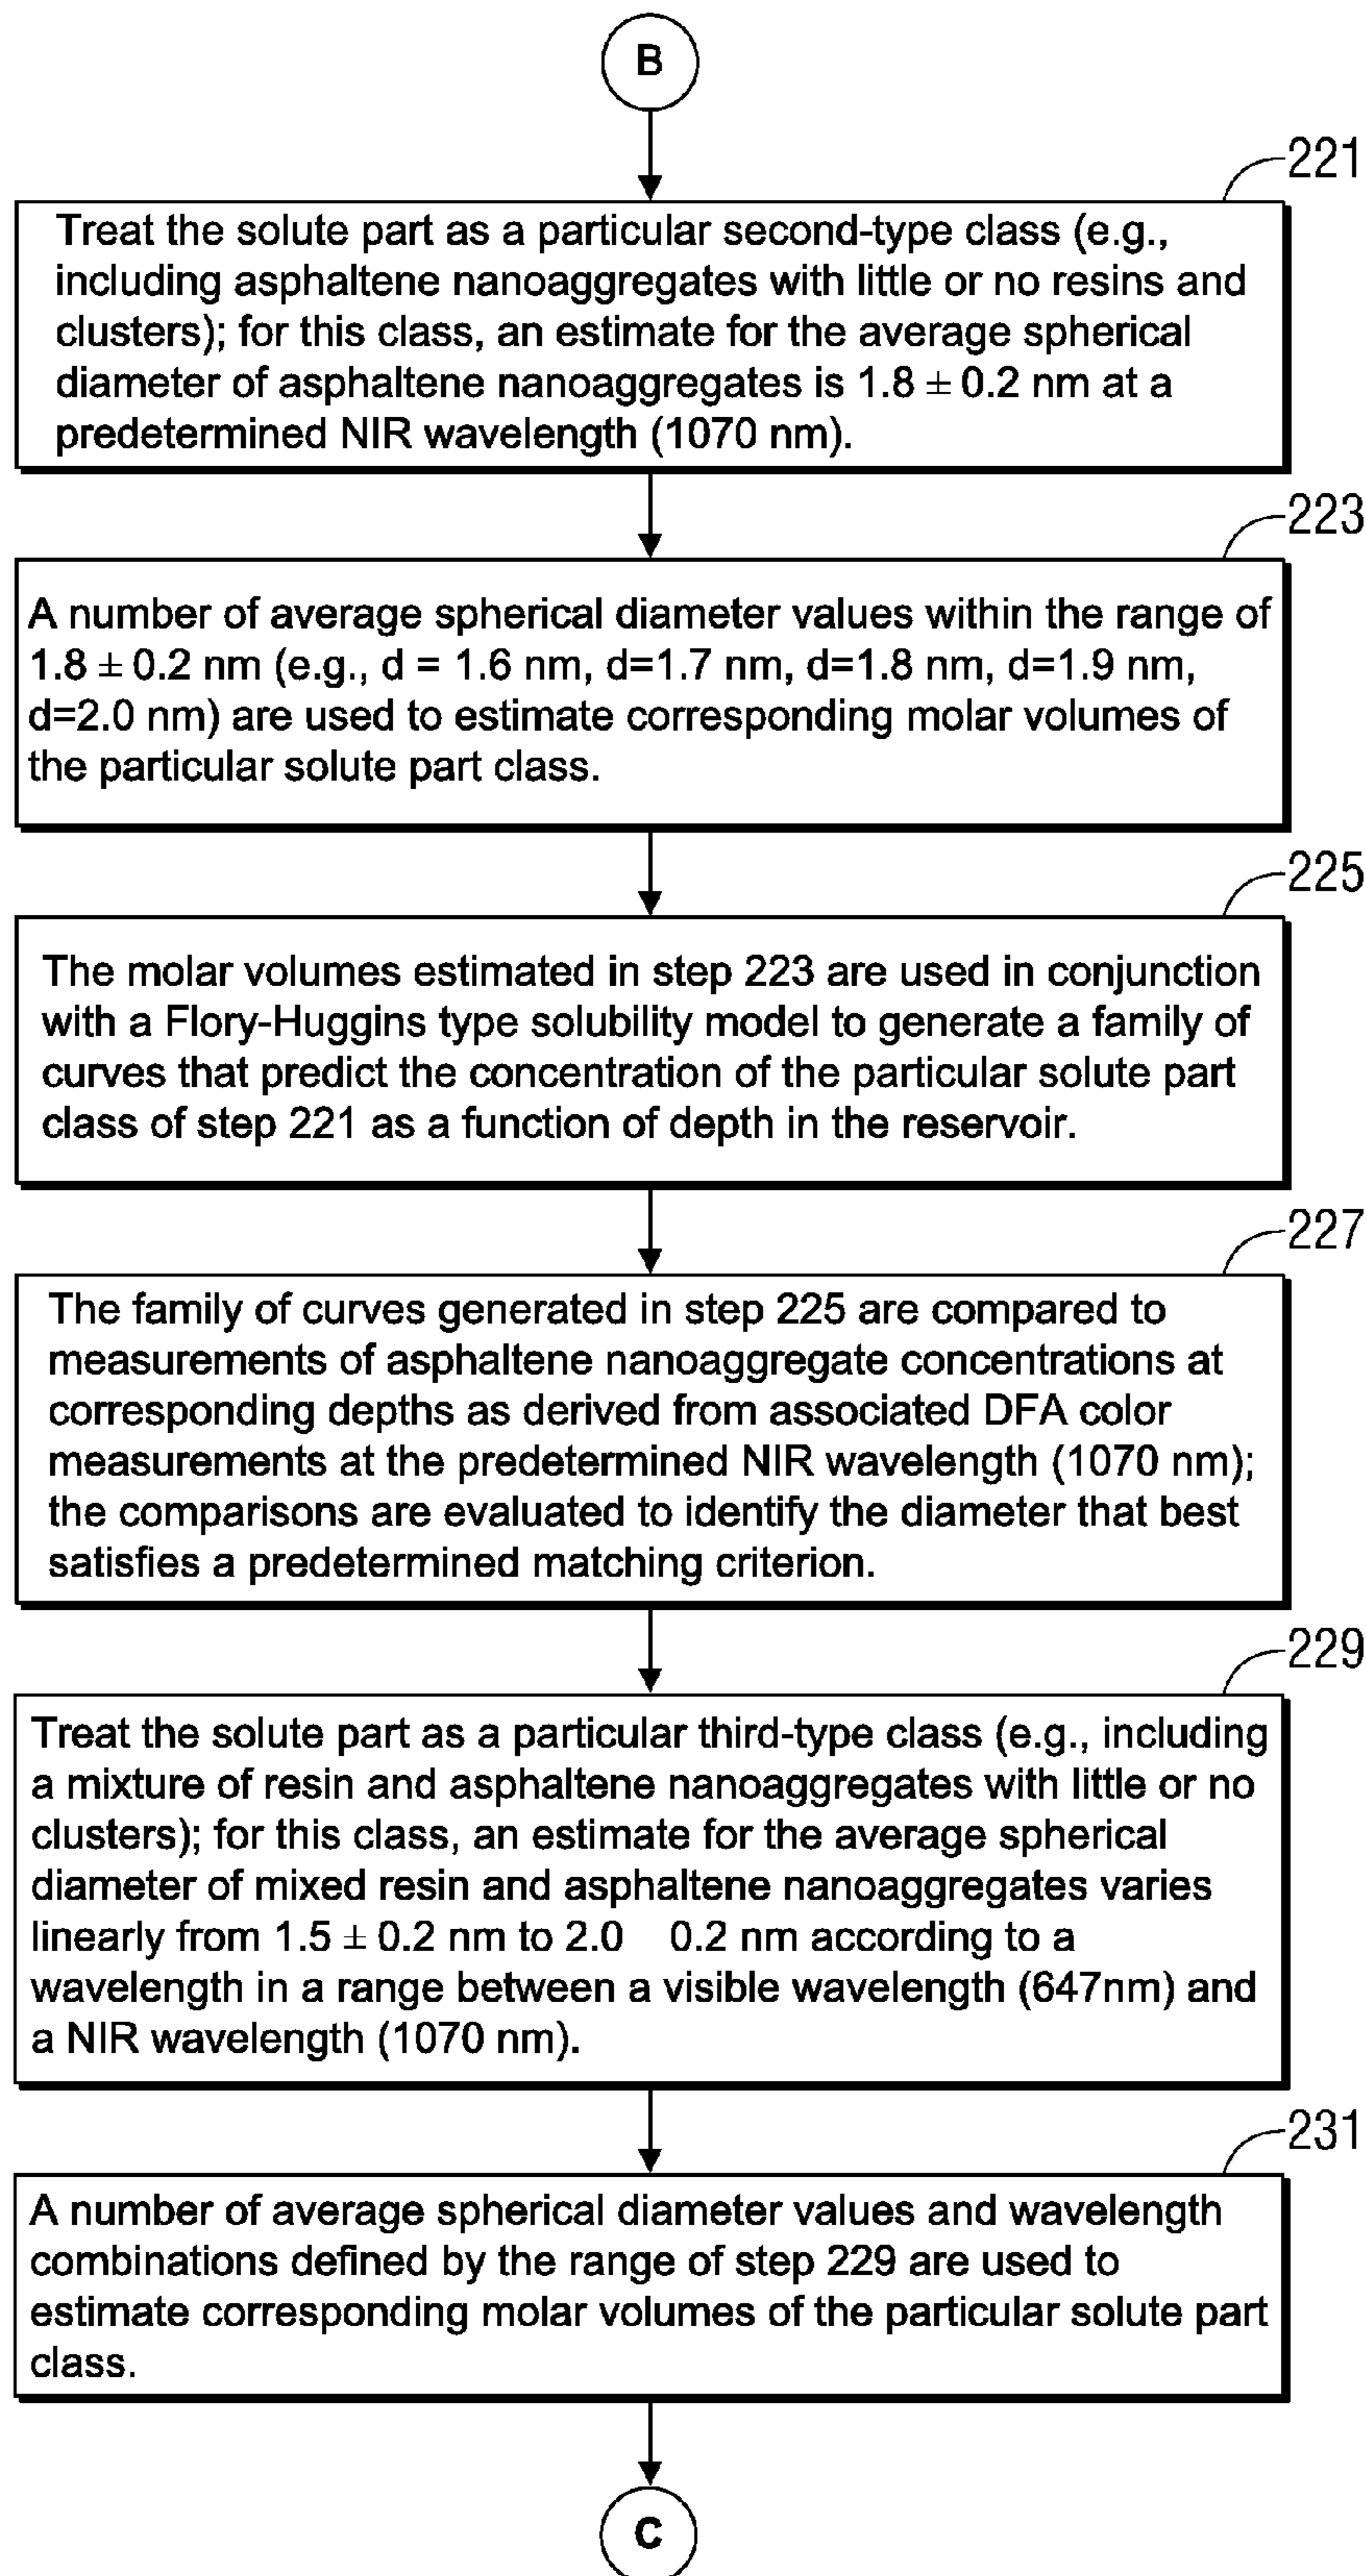 B
221
Treat the solute part as a particular second-type class (e.g.,
including asphaltene nanoaggregates with little or no resins and
clusters); for this class, an estimate for the average spherical
diameter of asphaltene nanoaggregates is 1.8 ± 0.2 nm at a
predetermined NIR wavelength (1070 nm).
223
A number of average spherical diameter values within the range of
1.8 ± 0.2 nm (e.g., d = 1.6 nm, d=1.7 nm, d=1.8 nm, d=1.9 nm,
d=2.0 nm) are used to estimate corresponding molar volumes of
the particular solute part class.
225
The molar volumes estimated in step 223 are used in conjunction
with a Flory-Huggins type solubility model to generate a family of
curves that predict the concentration of the particular solute part
class of step 221 as a function of depth in the reservoir.
227
The family of curves generated in step 225 are compared to
measurements of asphaltene nanoaggregate concentrations at
corresponding depths as derived from associated DFA color
measurements at the predetermined NIR wavelength (1070 nm);
the comparisons are evaluated to identify the diameter that best
satisfies a predetermined matching criterion.
229
Treat the solute part as a particular third-type class (e.g., including
a mixture of resin and asphaltene nanoaggregates with little or no
clusters); for this class, an estimate for the average spherical
diameter of mixed resin and asphaltene nanoaggregates varies
linearly from 1.5 ± 0.2 nm to 2.0 0.2 nm according to a
wavelength in a range between a visible wavelength (647nm) and
a NIR wavelength (1070 nm).
231
A number of average spherical diameter values and wavelength
combinations defined by the range of step 229 are used to
estimate corresponding molar volumes of the particular solute part
class.
C